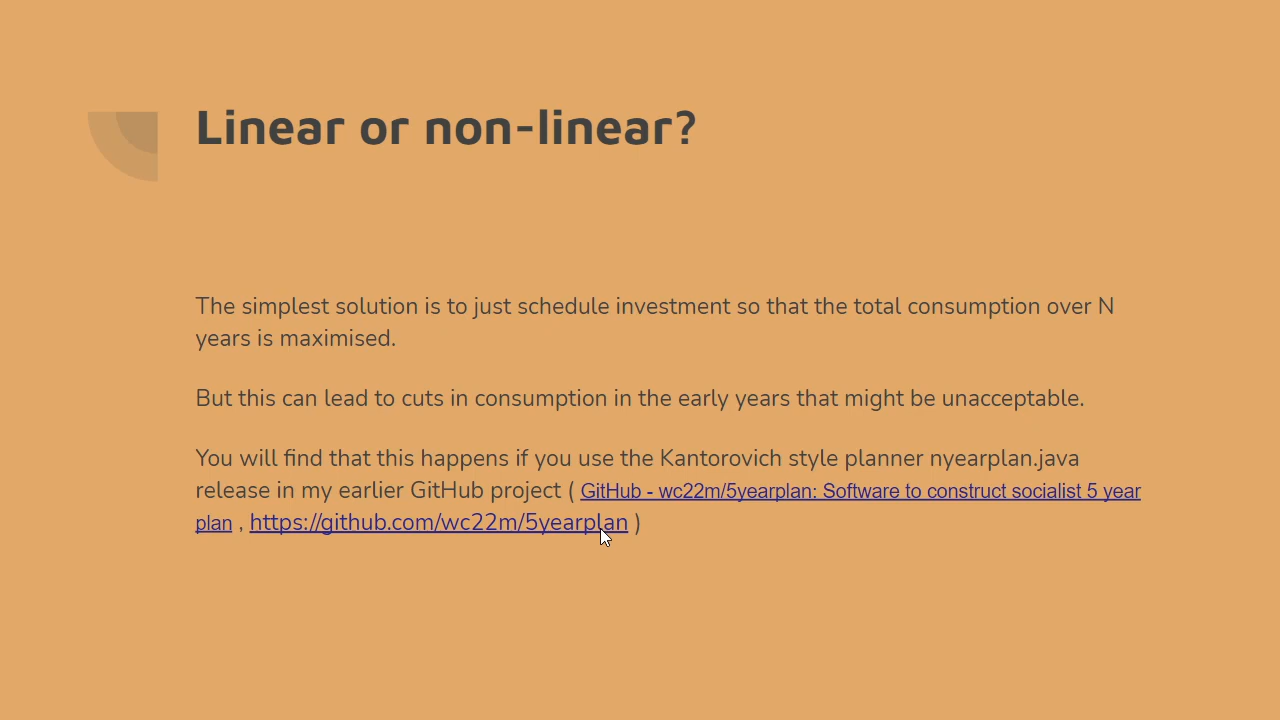 Linear or non-linear?
The simplest solution is to just schedule investment so that the total consumption over N
years is maximised.
But this can lead to cuts in consumption in the early years that might be unacceptable.
You will find that this happens if you use the Kantorovich style planner nyearplan.java
release in my earlier GitHub project ( GitHub - wc22m/5yearplan: Software to construct socialist 5 year
plan , https://github.com/wc22m/5yearplan )